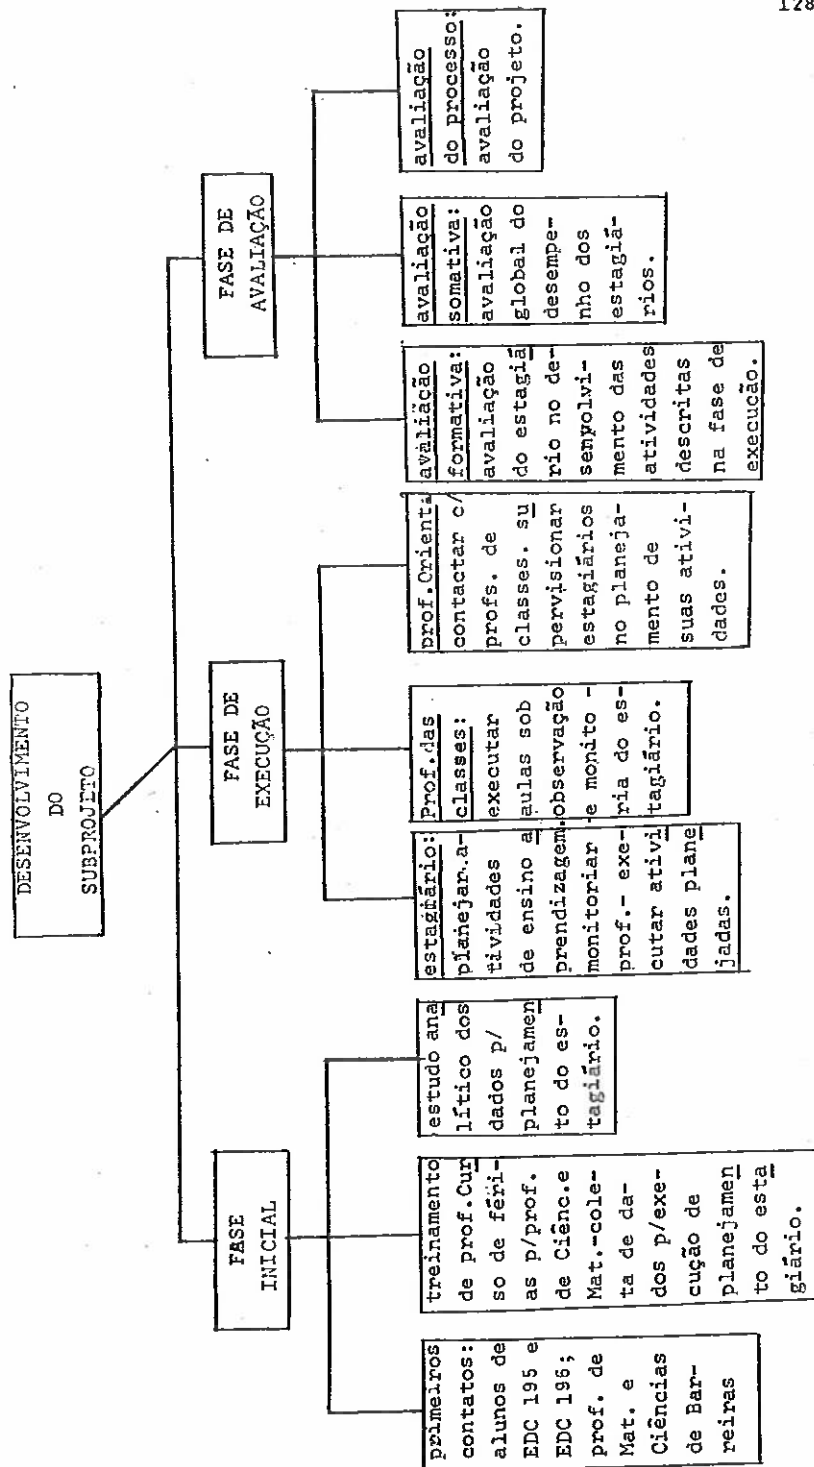 128
DESENVOLVIMENTO
DO
SUBPROJETO
FASE
INICIAL
FASE DE
EXECUÇÃO
FASE DE
AVALIAÇÃO
primeiros
contatos:
alunos de
EDC 195 e
EDC 196;
prof. de
Mat. e
Ciências
de Bar-
reiras
treinamento
de prof.Cur
so de féri-
as p/prof.
de Ciênc.e
Mat.-cole-
ta de da-
dos p/exe-
cução de
planejamen
to do esta
giário.
estudo ana
lítico dos
dados p/
planejamen
to do es-
tagiário.
estagiário:
planejar.a-
tividades
de ensino a
prendizagem.
monitoriar
prof.- exe-
cutar ativi
dades plane
jadas.
Prof.das
classes:
executar
aulas sob
observação
e monito -
ria do es-
tagiário.
prof.Orient:
contactar c/
profs. de
classes. su
pervisionar
estagiários
no planeja-
mento de
suas ativi-
dades.
avaliação
formativa:
avaliação
do estagiá
rio no de-
senpolvi-
mento das
atividades
descritas
na fase de
execução.
avaliação
somativa:
avaliação
global do
desempe-
nho dos
estagiá-
rios.
avaliação
do processo:
avaliação
do projeto.